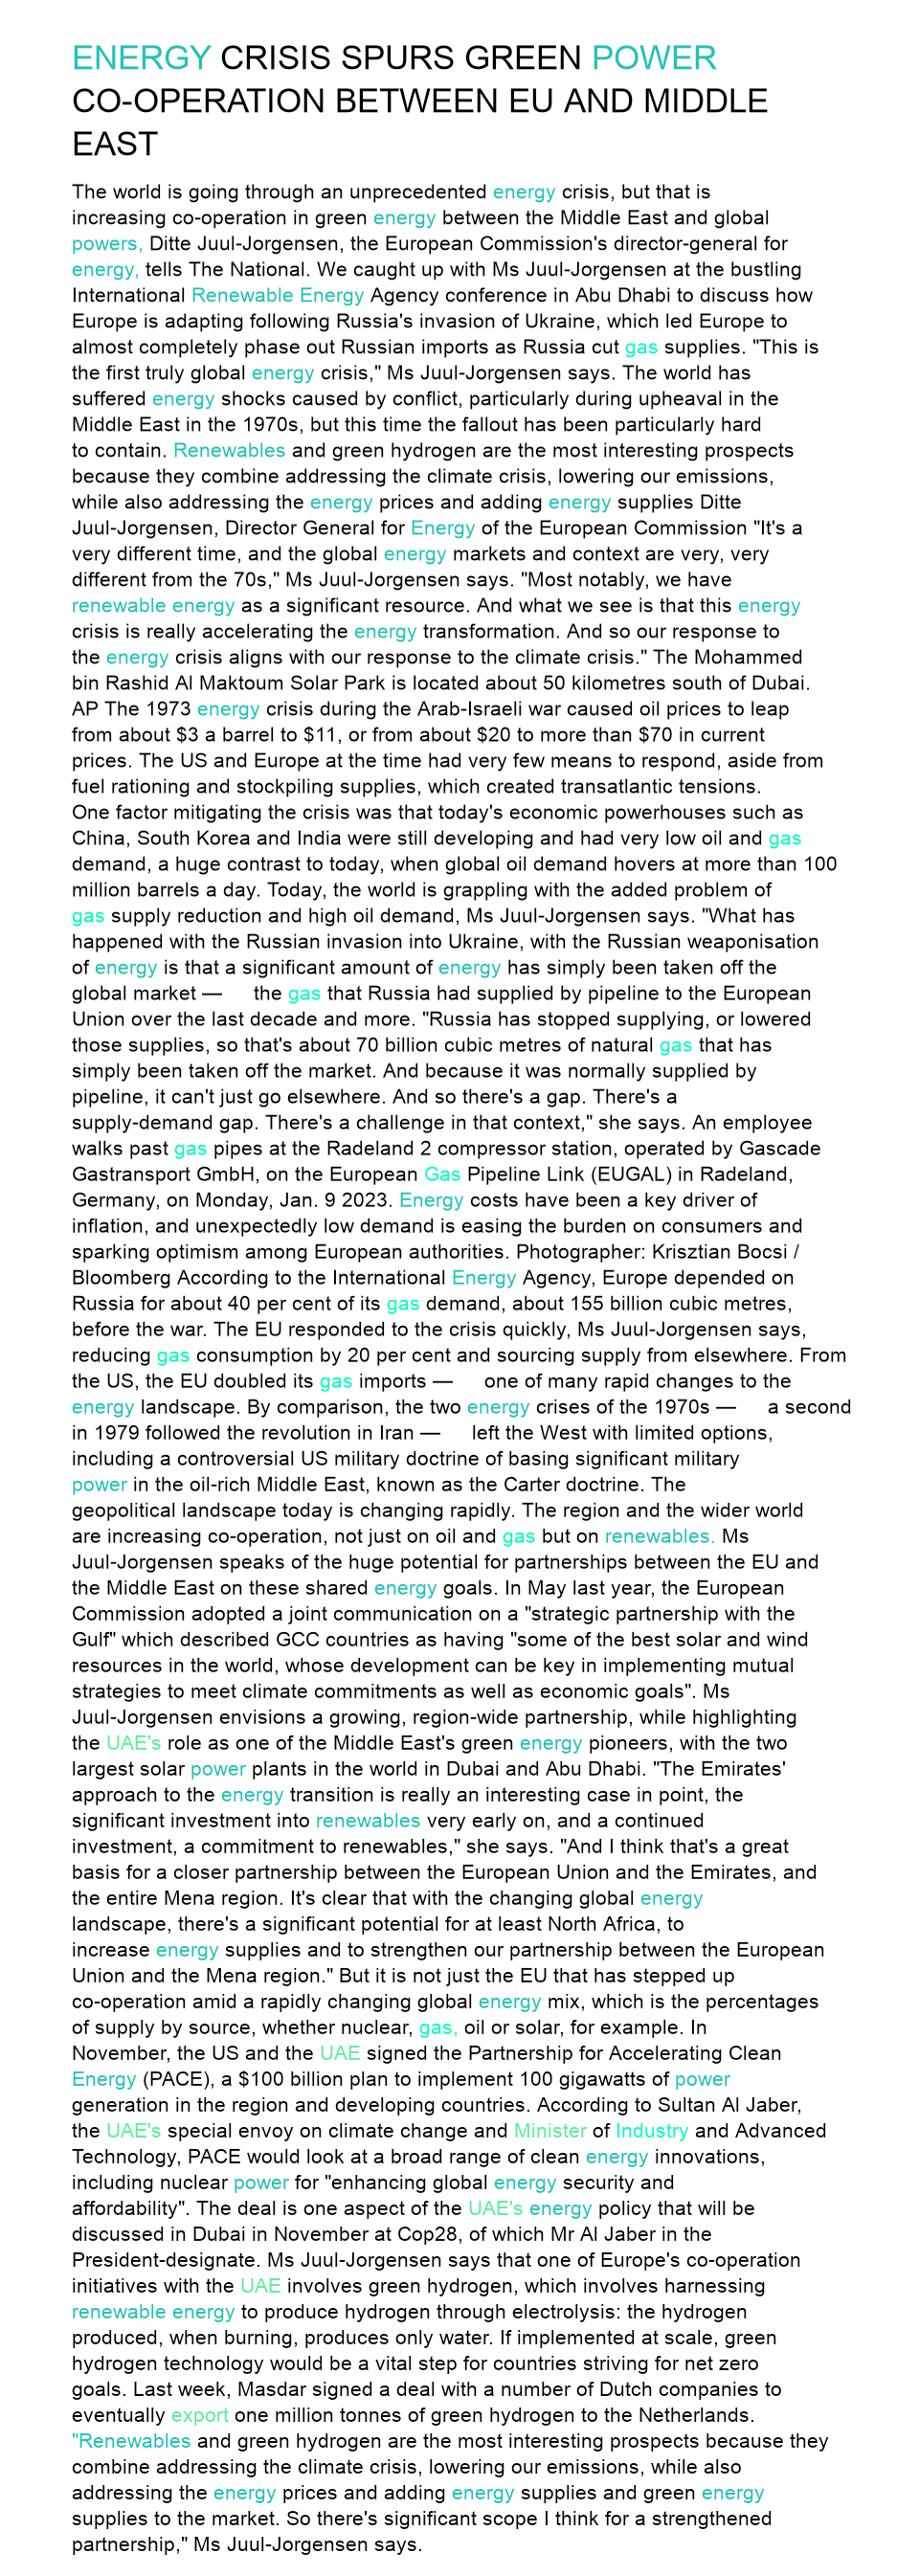 ENERGY CRISIS SPURS GREEN POWER
CO-OPERATION BETWEEN EU AND MIDDLE
EAST
The world is going through an unprecedented energy crisis, but that is
increasing co-operation in green energy between the Middle East and global
powers, Ditte Juul-Jorgensen, the European Commission's director-general for
energy, tells The National. We caught up with Ms Juul-Jorgensen at the bustling
International Renewable Energy Agency conference in Abu Dhabi to discuss how
Europe is adapting following Russia's invasion of Ukraine, which led Europe to
almost completely phase out Russian imports as Russia cut gas supplies. "This is
the first truly global energy crisis," Ms Juul-Jorgensen says. The world has
suffered energy shocks caused by conflict, particularly during upheaval in the
Middle East in the 1970s, but this time the fallout has been particularly hard
to contain. Renewables and green hydrogen are the most interesting prospects
because they combine addressing the climate crisis, lowering our emissions,
while also addressing the energy prices and adding energy supplies Ditte
Juul-Jorgensen, Director General for Energy of the European Commission "It's a
very different time, and the global energy markets and context are very, very
different from the 70s," Ms Juul-Jorgensen says. "Most notably, we have
renewable energy as a significant resource. And what we see is that this energy
crisis is really accelerating the energy transformation. And so our response to
the energy crisis aligns with our response to the climate crisis." The Mohammed
bin Rashid Al Maktoum Solar Park is located about 50 kilometres south of Dubai.
AP The 1973 energy crisis during the Arab-Israeli war caused oil prices to leap
from about $3 a barrel to $11, or from about $20 to more than $70 in current
prices. The US and Europe at the time had very few means to respond, aside from
fuel rationing and stockpiling supplies, which created transatlantic tensions.
One factor mitigating the crisis was that today's economic powerhouses such as
China, South Korea and India were still developing and had very low oil and gas
demand, a huge contrast to today, when global oil demand hovers at more than 100
million barrels a day. Today, the world is grappling with the added problem of
gas supply reduction and high oil demand, Ms Juul-Jorgensen says. "What has
happened with the Russian invasion into Ukraine, with the Russian weaponisation
of energy is that a significant amount of energy has simply been taken off the
global market — the gas that Russia had supplied by pipeline to the European
Union over the last decade and more. "Russia has stopped supplying, or lowered
those supplies, so that's about 70 billion cubic metres of natural gas that has
simply been taken off the market. And because it was normally supplied by
pipeline, it can't just go elsewhere. And so there's a gap. There's a
supply-demand gap. There's a challenge in that context," she says. An employee
walks past gas pipes at the Radeland 2 compressor station, operated by Gascade
Gastransport GmbH, on the European Gas Pipeline Link (EUGAL) in Radeland,
Germany, on Monday, Jan. 9 2023. Energy costs have been a key driver of
inflation, and unexpectedly low demand is easing the burden on consumers and
sparking optimism among European authorities. Photographer: Krisztian Bocsi /
Bloomberg According to the International Energy Agency, Europe depended on
Russia for about 40 per cent of its gas demand, about 155 billion cubic metres,
before the war. The EU responded to the crisis quickly, Ms Juul-Jorgensen says,
reducing gas consumption by 20 per cent and sourcing supply from elsewhere. From
the US, the EU doubled its gas imports — one of many rapid changes to the
energy landscape. By comparison, the two energy crises of the 1970s — a second
in 1979 followed the revolution in Iran — left the West with limited options,
including a controversial US military doctrine of basing significant military
power in the oil-rich Middle East, known as the Carter doctrine. The
geopolitical landscape today is changing rapidly. The region and the wider world
are increasing co-operation, not just on oil and gas but on renewables. Ms
Juul-Jorgensen speaks of the huge potential for partnerships between the EU and
the Middle East on these shared energy goals. In May last year, the European
Commission adopted a joint communication on a "strategic partnership with the
Gulf" which described GCC countries as having "some of the best solar and wind
resources in the world, whose development can be key in implementing mutual
strategies to meet climate commitments as well as economic goals". Ms
Juul-Jorgensen envisions a growing, region-wide partnership, while highlighting
the UAE's role as one of the Middle East's green energy pioneers, with the two
largest solar power plants in the world in Dubai and Abu Dhabi. "The Emirates'
approach to the energy transition is really an interesting case in point, the
significant investment into renewables very early on, and a continued
investment, a commitment to renewables," she says. "And I think that's a great
basis for a closer partnership between the European Union and the Emirates, and
the entire Mena region. It's clear that with the changing global energy
landscape, there's a significant potential for at least North Africa, to
increase energy supplies and to strengthen our partnership between the European
Union and the Mena region." But it is not just the EU that has stepped up
co-operation amid a rapidly changing global energy mix, which is the percentages
of supply by source, whether nuclear, gas, oil or solar, for example. In
November, the US and the UAE signed the Partnership for Accelerating Clean
Energy (PACE), a $100 billion plan to implement 100 gigawatts of power
generation in the region and developing countries. According to Sultan Al Jaber,
the UAE's special envoy on climate change and Minister of Industry and Advanced
Technology, PACE would look at a broad range of clean energy innovations,
including nuclear power for "enhancing global energy security and
affordability". The deal is one aspect of the UAE's energy policy that will be
discussed in Dubai in November at Cop28, of which Mr Al Jaber in the
President-designate. Ms Juul-Jorgensen says that one of Europe's co-operation
initiatives with the UAE involves green hydrogen, which involves harnessing
renewable energy to produce hydrogen through electrolysis: the hydrogen
produced, when burning, produces only water. If implemented at scale, green
hydrogen technology would be a vital step for countries striving for net zero
goals. Last week, Masdar signed a deal with a number of Dutch companies to
eventually export one million tonnes of green hydrogen to the Netherlands.
"Renewables and green hydrogen are the most interesting prospects because they
combine addressing the climate crisis, lowering our emissions, while also
addressing the energy prices and adding energy supplies and green energy
supplies to the market. So there's significant scope I think for a strengthened
partnership," Ms Juul-Jorgensen says.